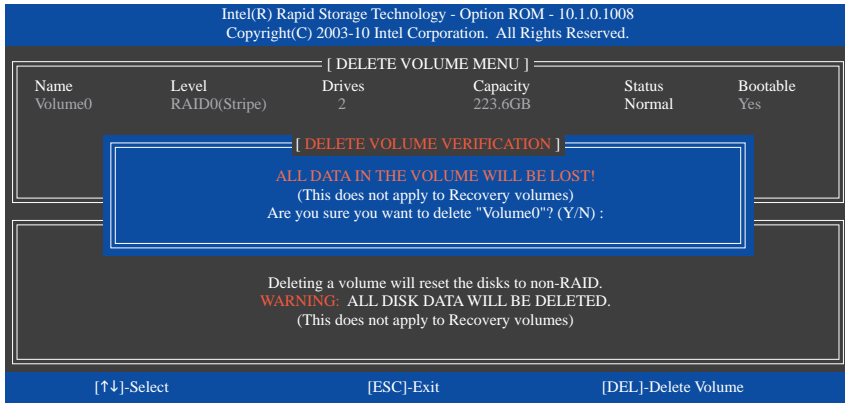 Intel(R) Rapid Storage Technology - Option ROM - 10.1.0.1008
Copyright(C) 2003-10 Intel Corporation. All Rights Reserved.
[ DELETE VOLUME MENU ]
Name Level Drives Capacity Status Bootable
Volume0 RAID0(Stripe) 2 223.6GB Normal Yes
[ DELETE VOLUME VERIFICATION ]
ALL DATA IN THE VOLUME WILL BE LOST!
(This does not apply to Recovery volumes)
Are you sure you want to delete "Volume0"? (Y/N) :
Deleting a volume will reset the disks to non-RAID.
WARNING: ALL DISK DATA WILL BE DELETED.
(This does not apply to Recovery volumes)
[↑↓]-Select [ESC]-Exit [DEL]-Delete Volume